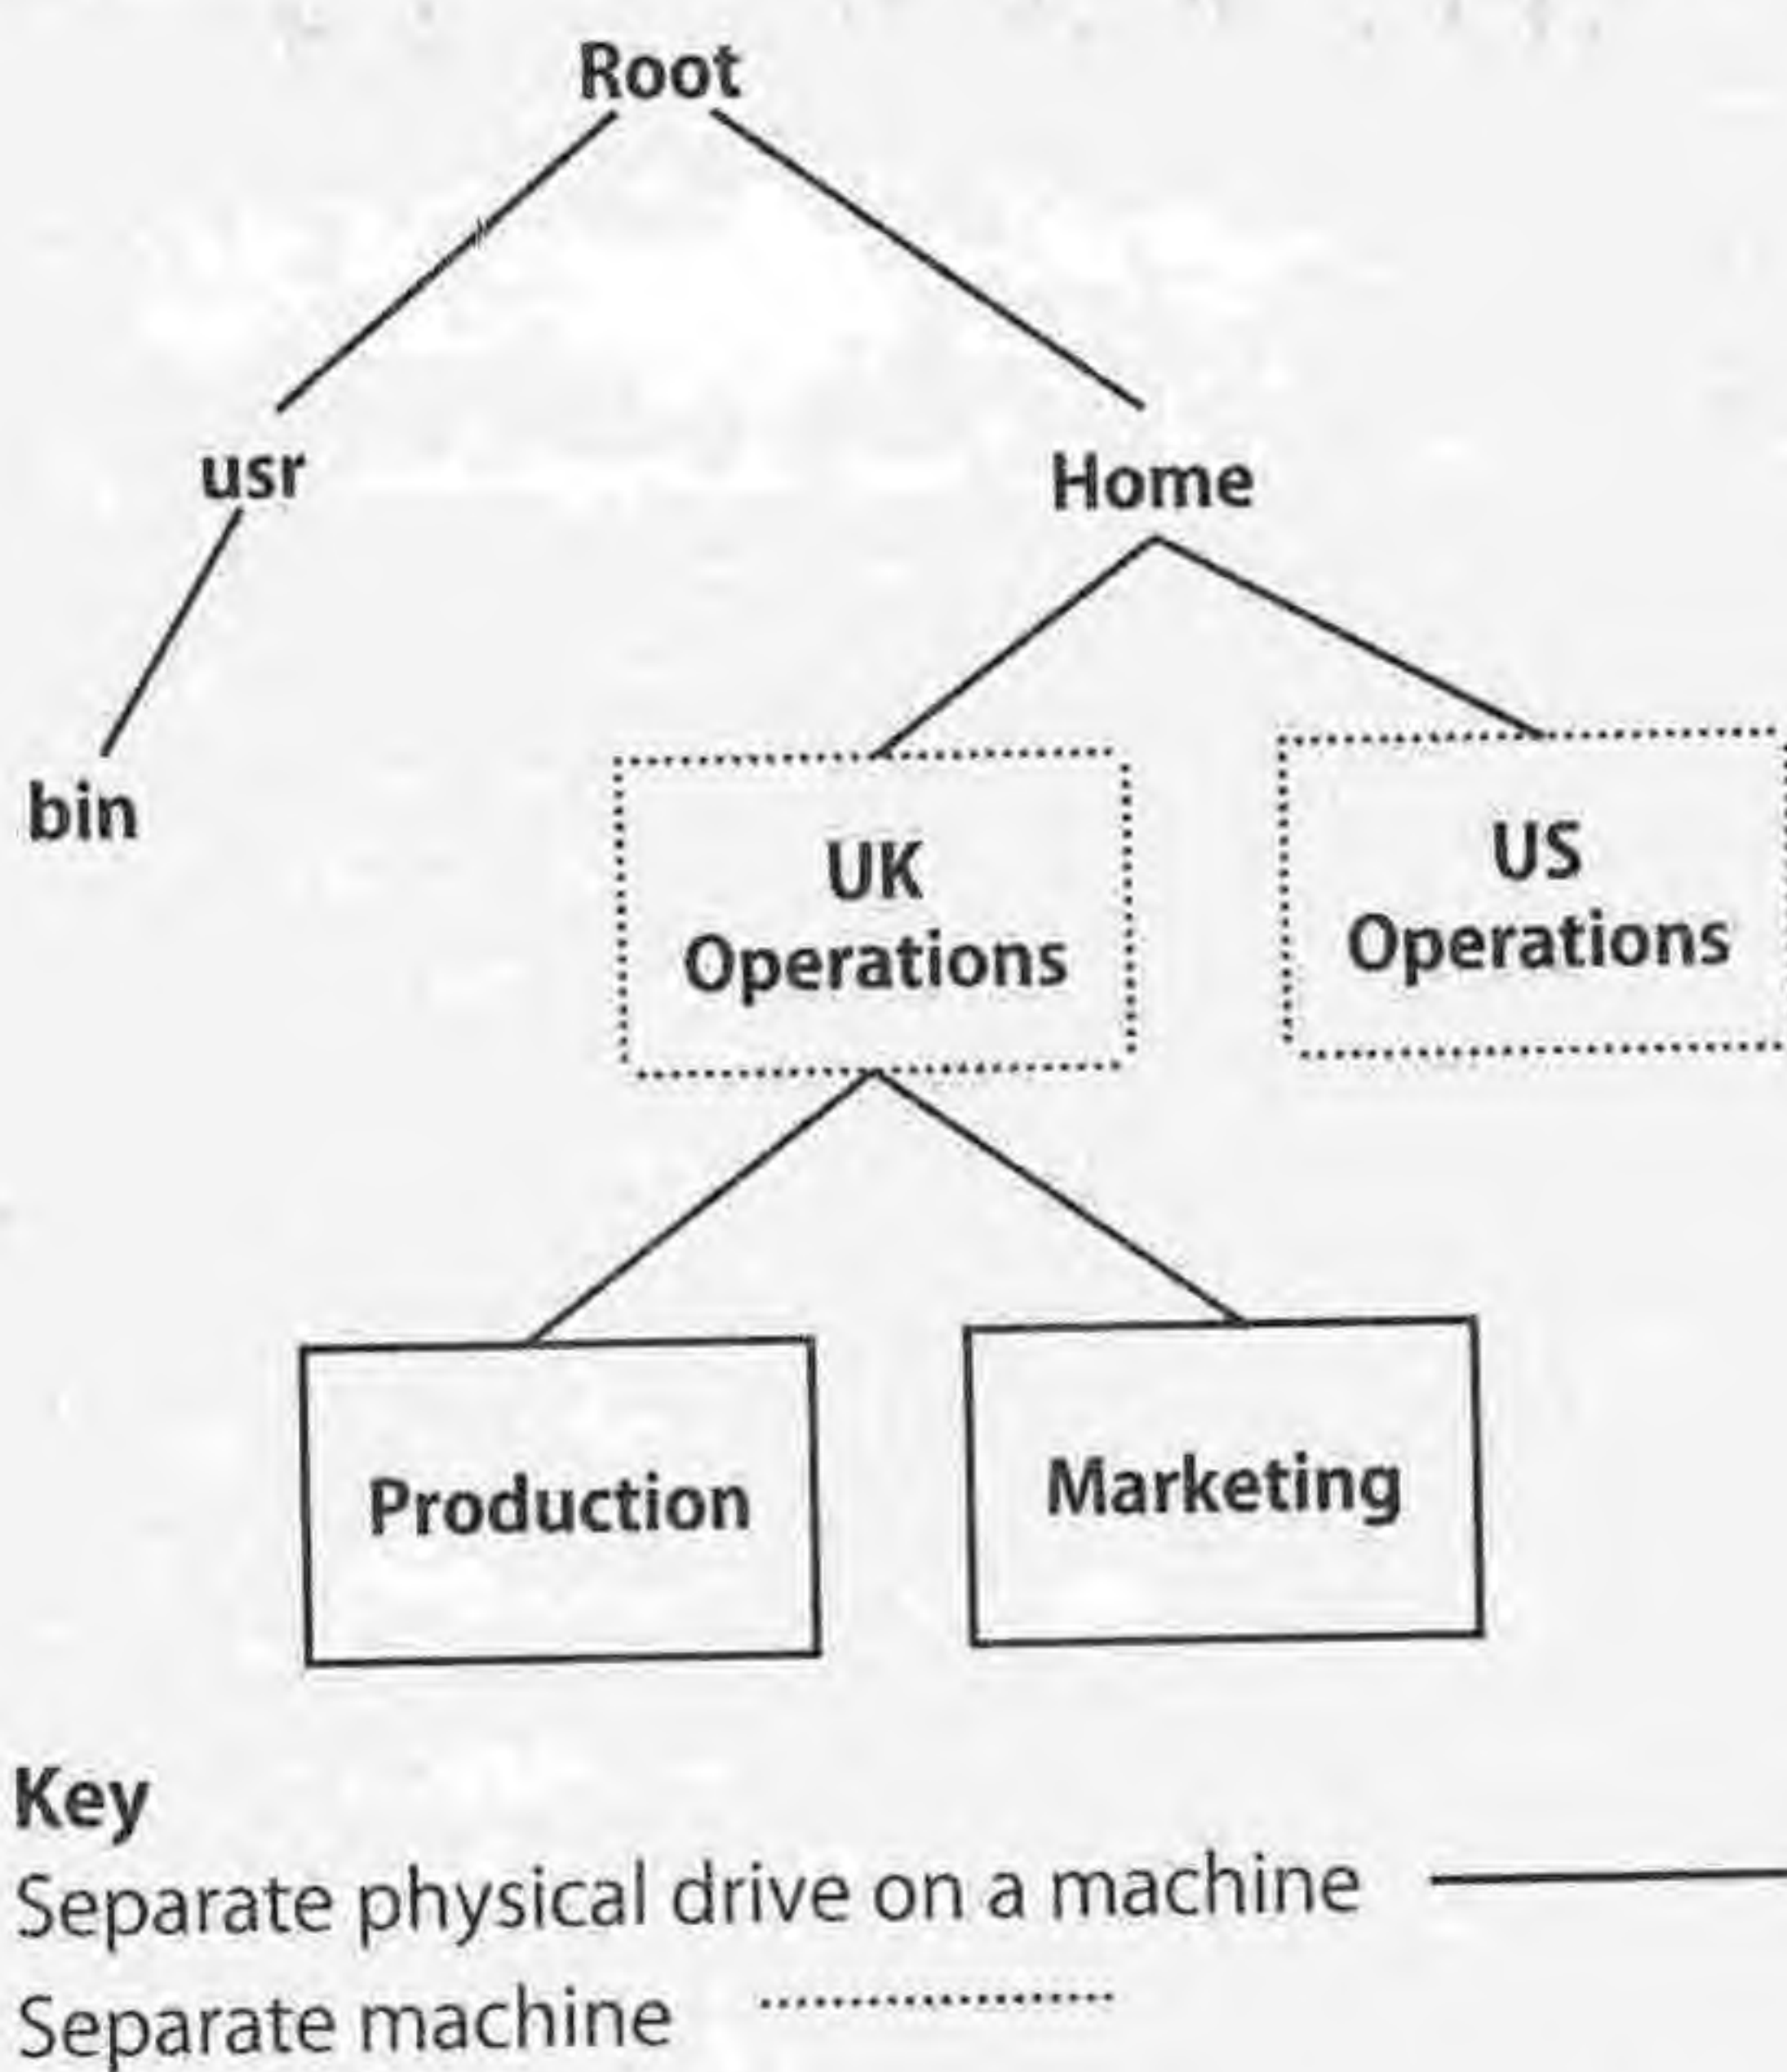 Root
usr
Home
bin
UK
Operations
US
Operations
Production
Marketing
Key
Separate physical drive on a machine
Separate machine